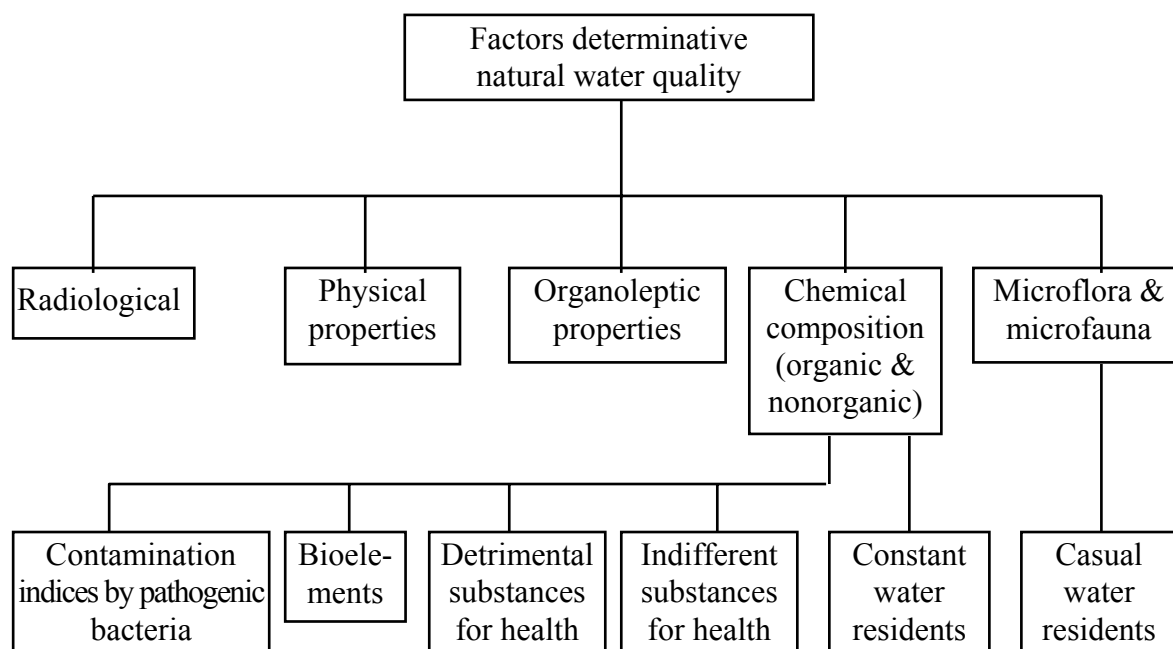 Factors determinative
natural water quality
Radiological
Physical
properties
Organoleptic
properties
Chemical
composition
(organic &
nonorganic)
Microflora &
microfauna
Contamination
indices by pathogenic
bacteria
Bioele-
ments
Detrimental
substances
for health
Indifferent
substances
for health
Constant
water
residents
Casual
water
residents